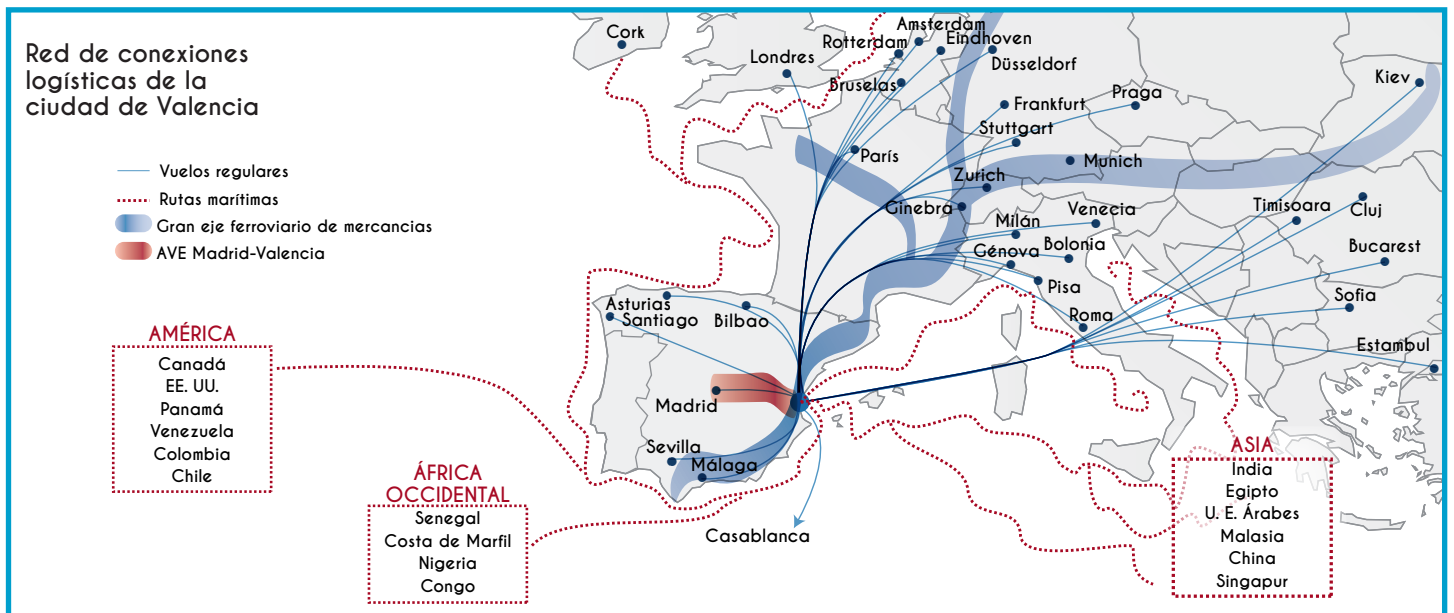 Red de conexiones
logísticas de la
ciudad de Valencia
Vuelos regulares
Rutas marítimas
Gran eje ferroviario de mercancias
AVE Madrid-Valencia
Cork
Londres
Amsterdam
Rotterdam
Eindhoven
Düsseldorf
Bruselas
Kiev
Frankfurt
Praga
Stuttgart
París
Munich
Zurich
Ginebra
Milán
Venecia
Timisoara
Cluj
Génova
Bolonia
Bucarest
Pisa
Sofia
Roma
Estambul
Asturias
Santiago
Bilbao
Madrid
Sevilla
Málaga
Casablanca
AMÉRICA
Canadá
EE. UU.
Panamá
Venezuela
Colombia
Chile
ÁFRICA
OCCIDENTAL
Senegal
Costa de Marfil
Nigeria
Congo
ASIA
India
Egipto
U. E. Árabes
Malasia
China
Singapur